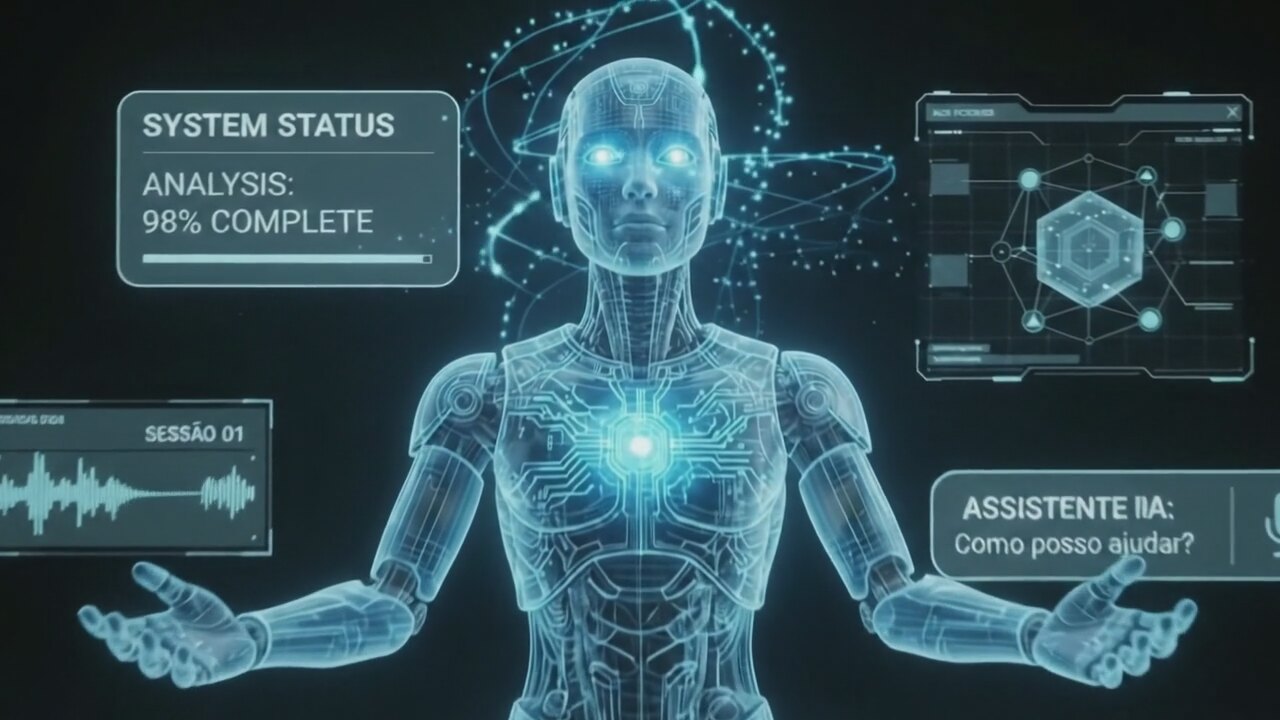 SYSTEM STATUS
ANALYSIS:
98% COMPLETE
SESSÃO 01
ASSISTENTE IIA:
Como posso ajudar?